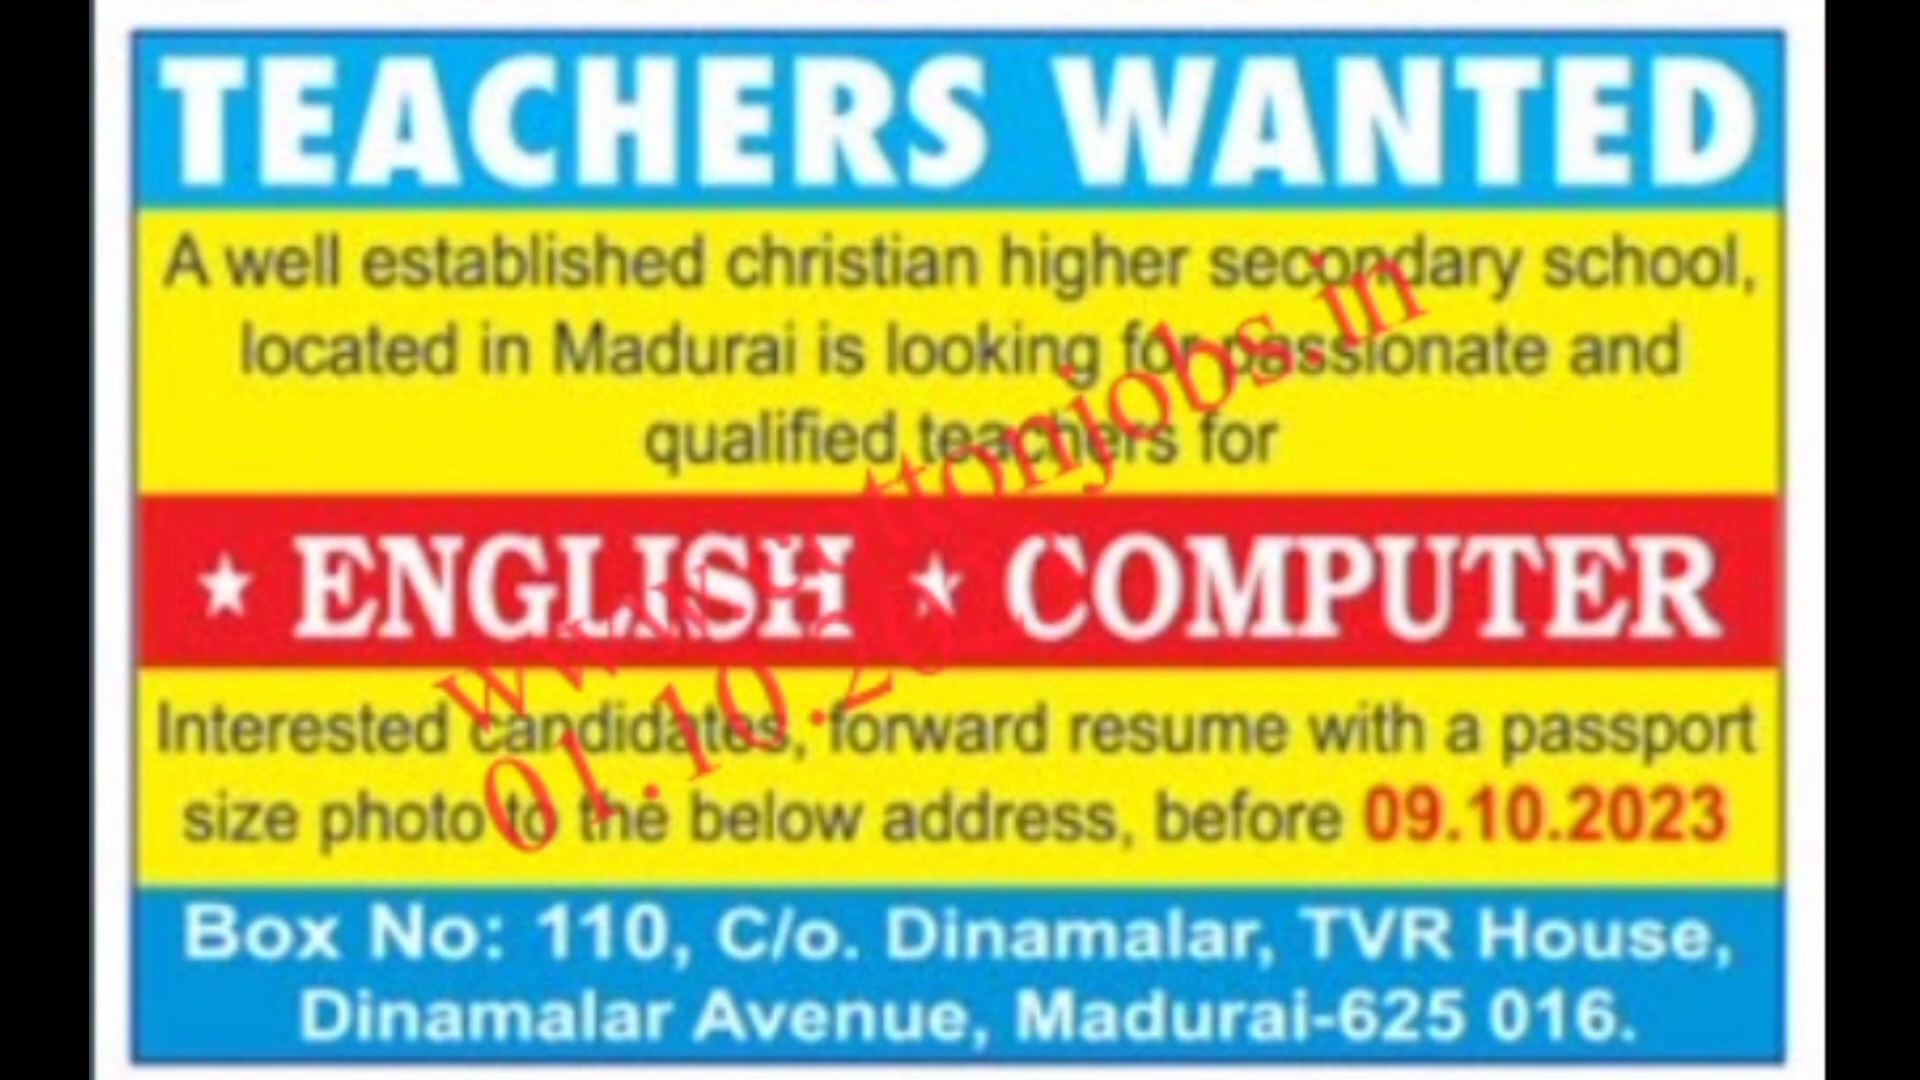 TEACHERS WANTED
A well established christian higher secondary school,
located in Madurai is looking for passionate and
qualified teachers for
★ ENGLISH ★ COMPUTER
Interested candidates, forward resume with a passport
size photo to the below address, before 09.10.2023
Box No: 110, C/o. Dinamalar, TVR House,
Dinamalar Avenue, Madurai-625 016.